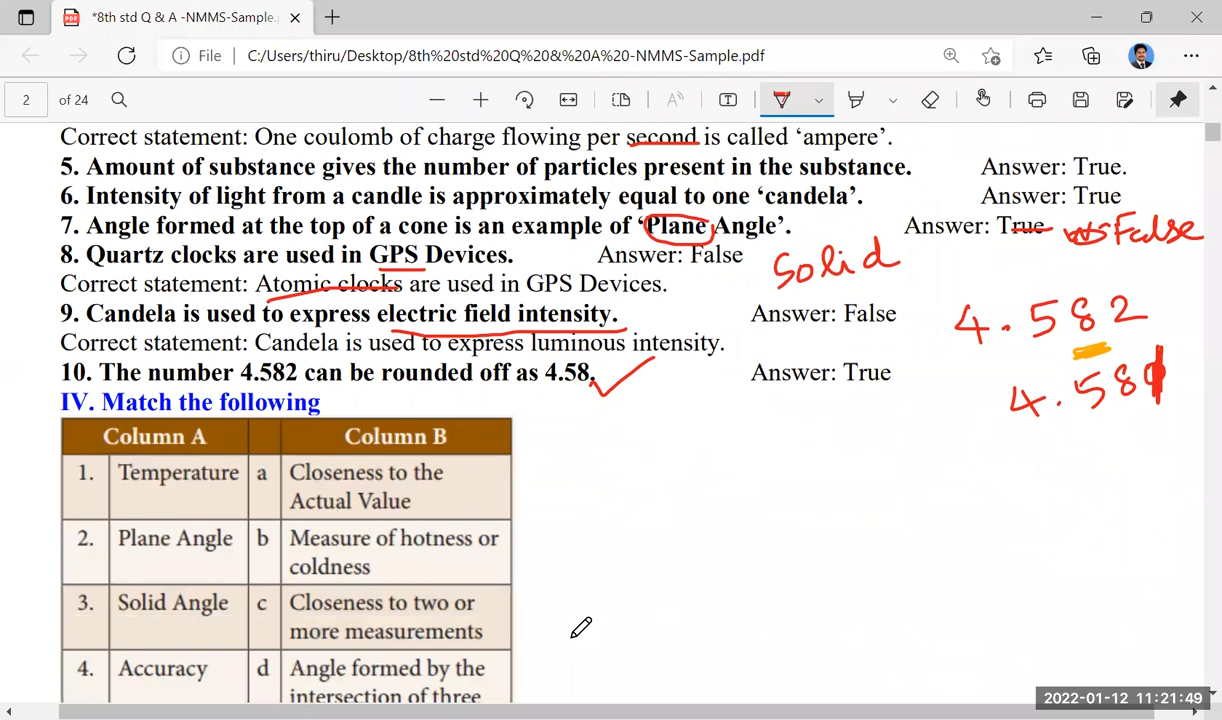 *8th std Q & A -NMMS-Sample.
File C:/Users/thiru/Desktop/8th%20std%20Q%20&%20A%20-NMMS-Sample.pdf
2 of 24
Correct statement: One coulomb of charge flowing per second is called ‘ampere’.
5. Amount of substance gives the number of particles present in the substance. Answer: True.
6. Intensity of light from a candle is approximately equal to one ‘candela’. Answer: True
7. Angle formed at the top of a cone is an example of ‘Plane Angle’. Answer: True False
8. Quartz clocks are used in GPS Devices. Answer: False
Solid
Correct statement: Atomic clocks are used in GPS Devices.
9. Candela is used to express electric field intensity. Answer: False
4.582
Correct statement: Candela is used to express luminous intensity.
10. The number 4.582 can be rounded off as 4.58. Answer: True
4.58
IV. Match the following
Column A Column B
1. Temperature a Closeness to the
Actual Value
2. Plane Angle b Measure of hotness or
coldness
3. Solid Angle c Closeness to two or
more measurements
4. Accuracy d Angle formed by the
intersection of three
2022-01-12 11:21:49